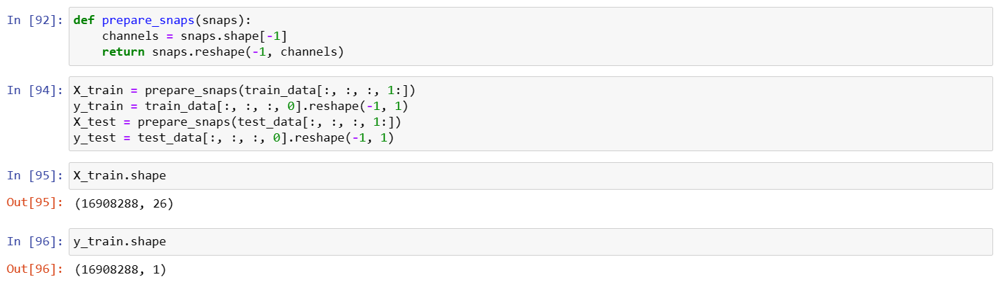 In [92]: def prepare_snaps(snaps):
    channels = snaps.shape[-1]
    return snaps.reshape(-1, channels)
In [94]: X_train = prepare_snaps(train_data[:, :, :, 1:])
y_train = train_data[:, :, :, 0].reshape(-1, 1)
X_test = prepare_snaps(test_data[:, :, :, 1:])
y_test = test_data[:, :, :, 0].reshape(-1, 1)
In [95]: X_train.shape
Out[95]: (16908288, 26)
In [96]: y_train.shape
Out[96]: (16908288, 1)